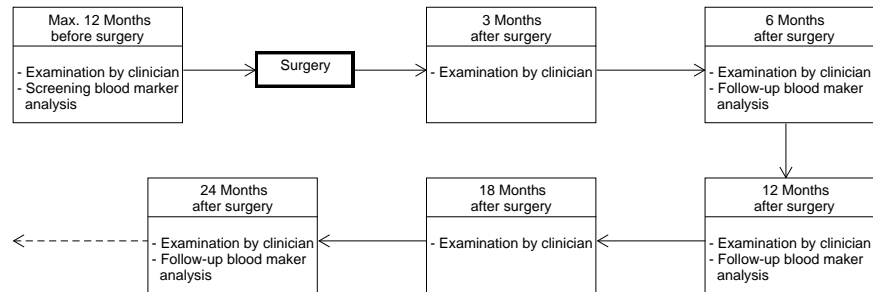 Max. 12 Months
before surgery
- Examination by clinician
- Screening blood marker
analysis
Surgery
3 Months
after surgery
- Examination by clinician
6 Months
after surgery
- Examination by clinician
- Follow-up blood maker
analysis
12 Months
after surgery
- Examination by clinician
- Follow-up blood maker
analysis
18 Months
after surgery
- Examination by clinician
24 Months
after surgery
- Examination by clinician
- Follow-up blood maker
analysis